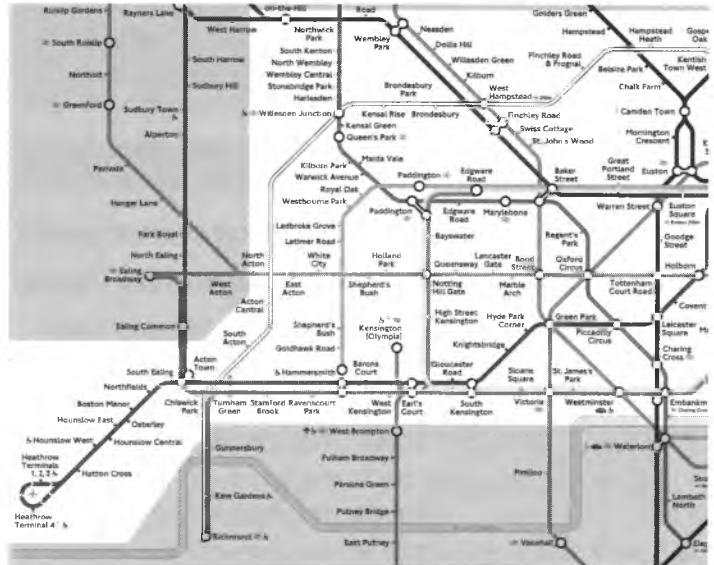 Ruislip Gardens
South Ruislip
Northolt
Greenford
Perivale
Hanger Lane
Rayners Lane
West Harrow
South Harrow
Sudbury Hill
Sudbury Town
Alperton
Park Royal
North Ealing
Ealing Broadway
Ealing Common
South Ealing
Northfields
Boston Manor
Hounslow East
Osterley
Hounslow West
Hounslow Central
Hatton Cross
Heathrow Terminals 1, 2, 3
Heathrow Terminal 4
on-the-Hill
Northwick Park
South Kenton
North Wembley
Wembley Central
Stonebridge Park
Harlesden
Willesden Junction
Kensal Green
Queen's Park
Kilburn Park
Maida Vale
Warwick Avenue
Royal Oak
Westbourne Park
Ladbroke Grove
Latimer Road
Road
Wembley Park
Neasden
Dollis Hill
Willesden Green
Kilburn
West Hampstead
Finchley Road
Swiss Cottage
St. John's Wood
Brondesbury Park
Kensal Rise
Brondesbury
Finchley Road & Frognal
Golders Green
Hampstead
Hampstead Heath
Gosp
Oak
Belsize Park
Kentish Town West
Chalk Farm
Camden Town
Mornington Crescent
Euston
Paddington
Edgware Road
Baker Street
Great Portland Street
Paddington
Edgware Road
Marylebone
Warren Street
Euston Square
Goodge Street
Regent's Park
Bayswater
North Acton
West Acton
East Acton
White City
Shepherd's Bush
Holland Park
Queensway
Notting Hill Gate
Lancaster Gate
Marble Arch
Bond Street
Oxford Circus
Tottenham Court Road
Holborn
Acton Central
South Acton
Acton Town
Shepherd's Bush
Goldhawk Road
Hammersmith
Kensington (Olympia)
High Street Kensington
Hyde Park Corner
Knightsbridge
Green Park
Piccadilly Circus
Leicester Square
Covent
Charing Cross
Barons Court
Gloucester Road
Sloane Square
St. James's Park
Chiswick Park
Turnham Green
Stamford Brook
Ravenscourt Park
West Kensington
Earl's Court
South Kensington
Victoria
Westminster
Embankm
Gunnersbury
Kew Gardens
Richmond
West Brompton
Fulham Broadway
Parsons Green
Putney Bridge
East Putney
Pimlico
Vauxhall
Waterloo
Lambeth North